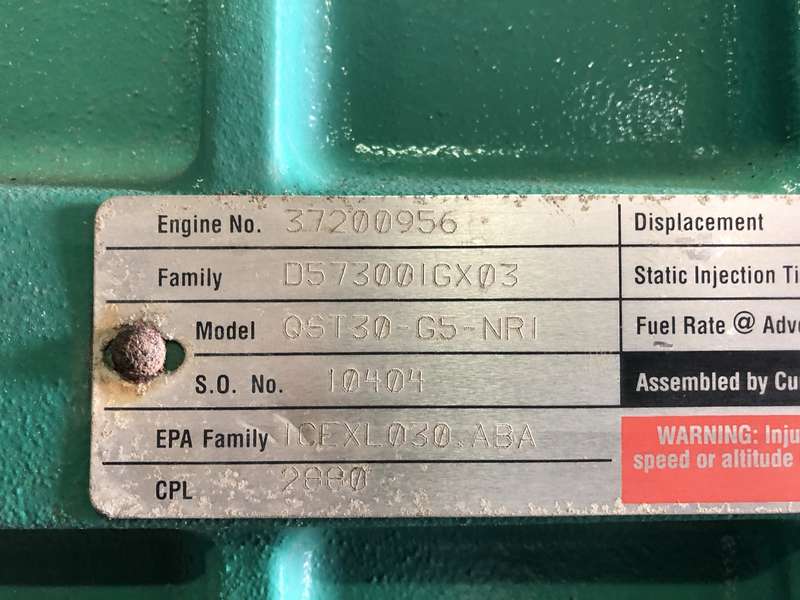 Engine No. 37200956
Displacement
Family D573001GX03
Static Injection Ti
Model QST30-G5-NR1
Fuel Rate @ Adv
S.O. No. 10404
Assembled by Cu
EPA Family 1CEXL030.ABA
WARNING: Inju
speed or altitude
CPL 2880